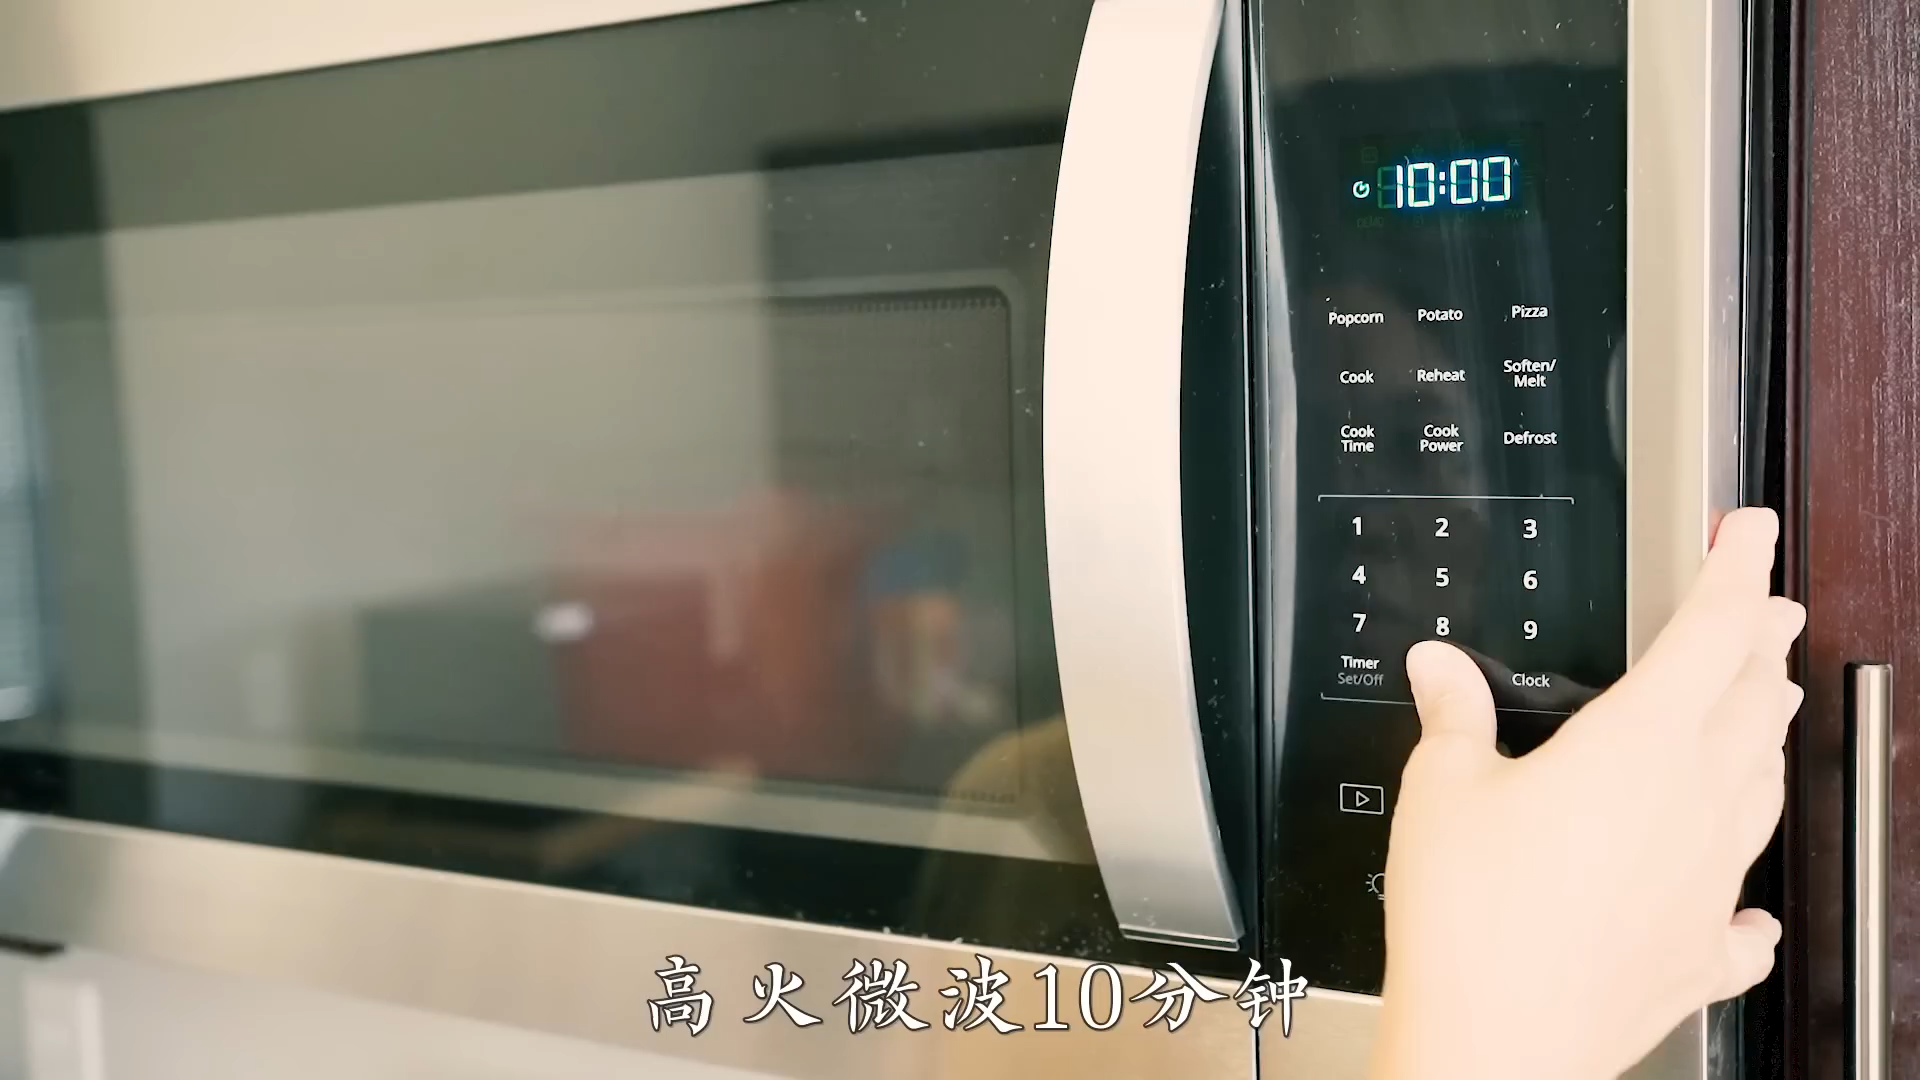 10:00
Popcorn Potato Pizza
Cook Reheat Soften/
Melt
Cook
Time Cook
Power Defrost
1 2 3
4 5 6
7 8 9
Timer
Set/Off Clock
高火微波10分钟